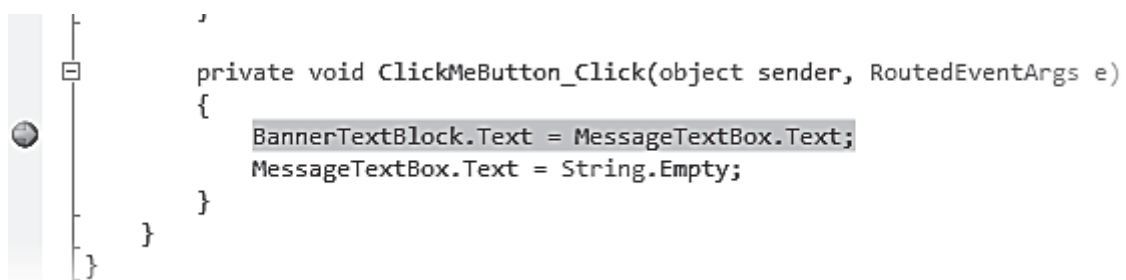 }
private void ClickMeButton_Click(object sender, RoutedEventArgs e)
{
BannerTextBlock.Text = MessageTextBox.Text;
MessageTextBox.Text = String.Empty;
}
}
}